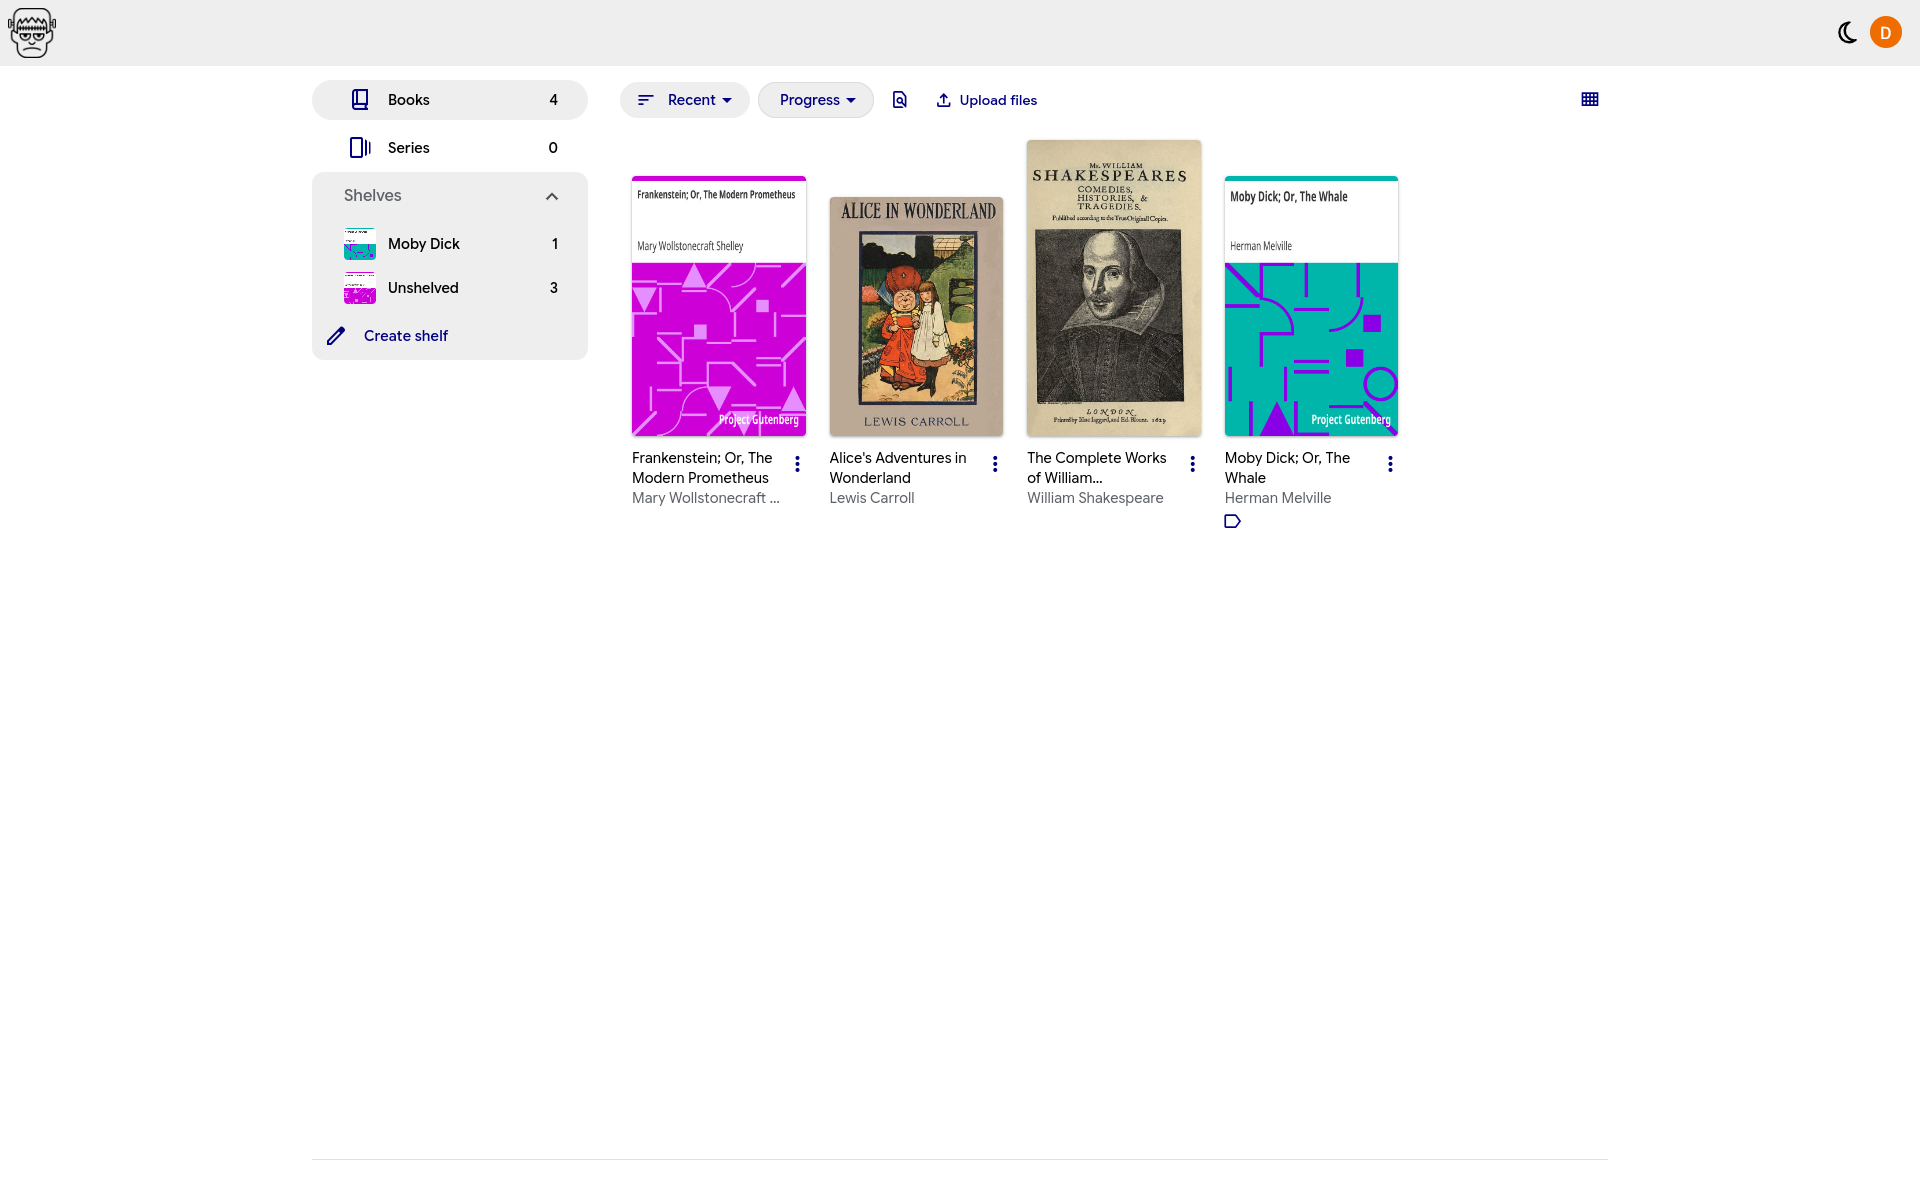 D
Books 4
Series 0
Shelves
Moby Dick 1
Unshelved 3
Create shelf
Recent
Progress
Upload files
Frankenstein; Or, The Modern Prometheus
Mary Wollstonecraft Shelley
Project Gutenberg
Frankenstein; Or, The
Modern Prometheus
Mary Wollstonecraft ...
ALICE IN WONDERLAND
LEWIS CARROLL
Alice's Adventures in
Wonderland
Lewis Carroll
Mr. WILLIAM
SHAKESPEARES
COMEDIES,
HISTORIES, &
TRAGEDIES.
Published according to the True Original Copies.
LONDON
Printed by Isaac Iaggard, and Ed. Blount. 1623
The Complete Works
of William...
William Shakespeare
Moby Dick; Or, The Whale
Herman Melville
Project Gutenberg
Moby Dick; Or, The
Whale
Herman Melville